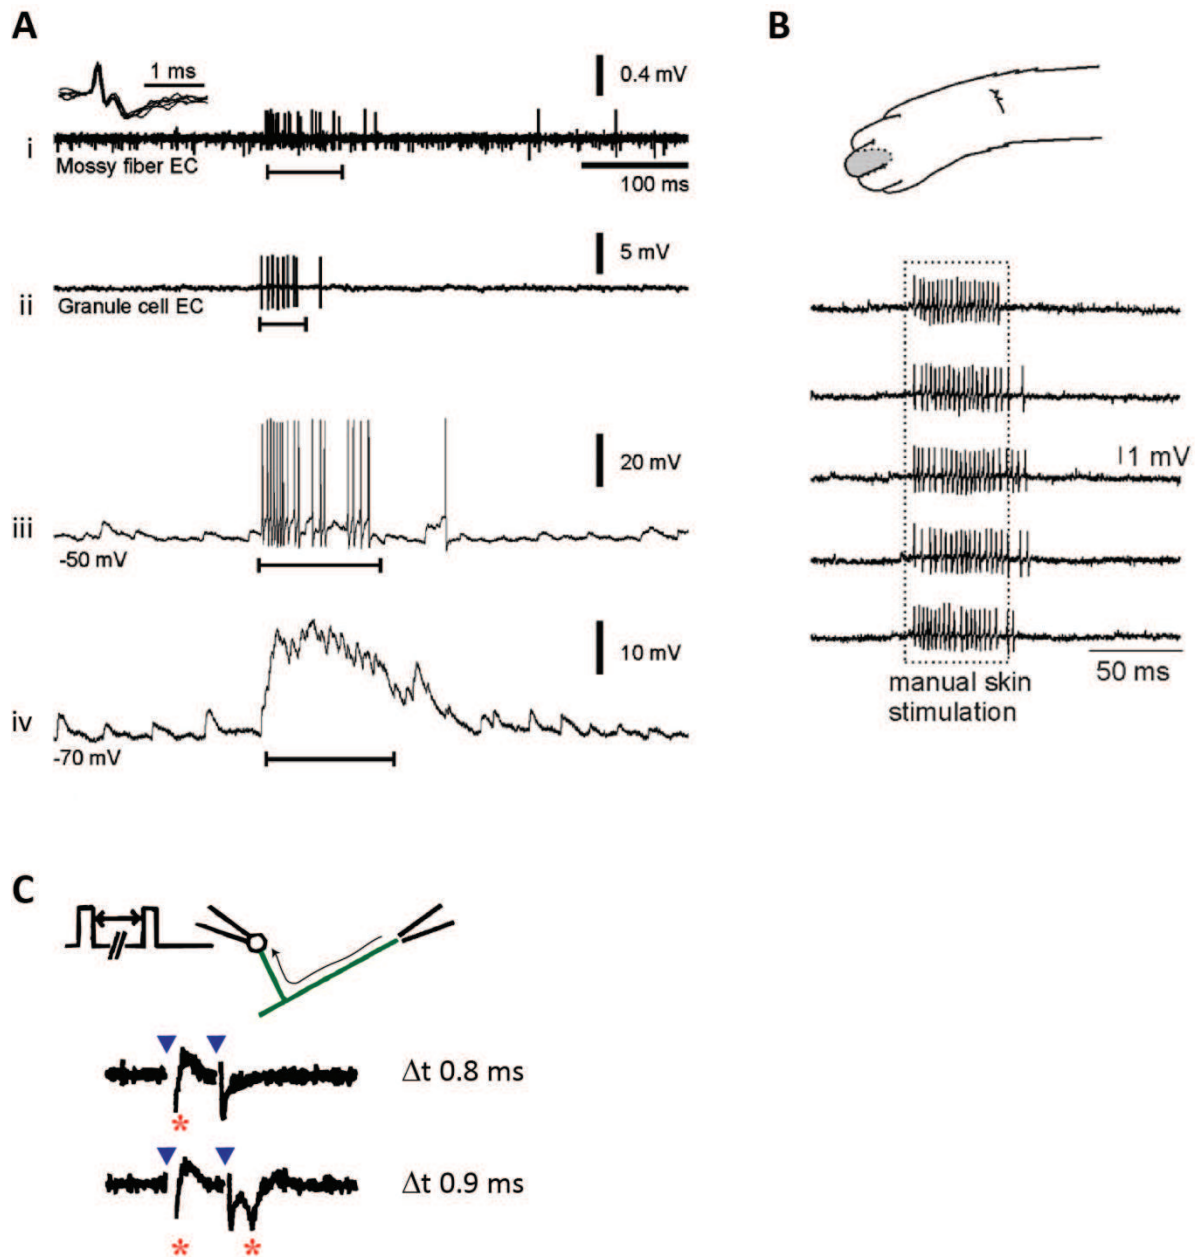 A
1 ms
0.4 mV
i
Mossy fiber EC
100 ms
5 mV
ii
Granule cell EC
20 mV
iii
-50 mV
10 mV
iv
-70 mV
B
1 mV
50 ms
manual skin
stimulation
C
Δt 0.8 ms
*
Δt 0.9 ms
* *